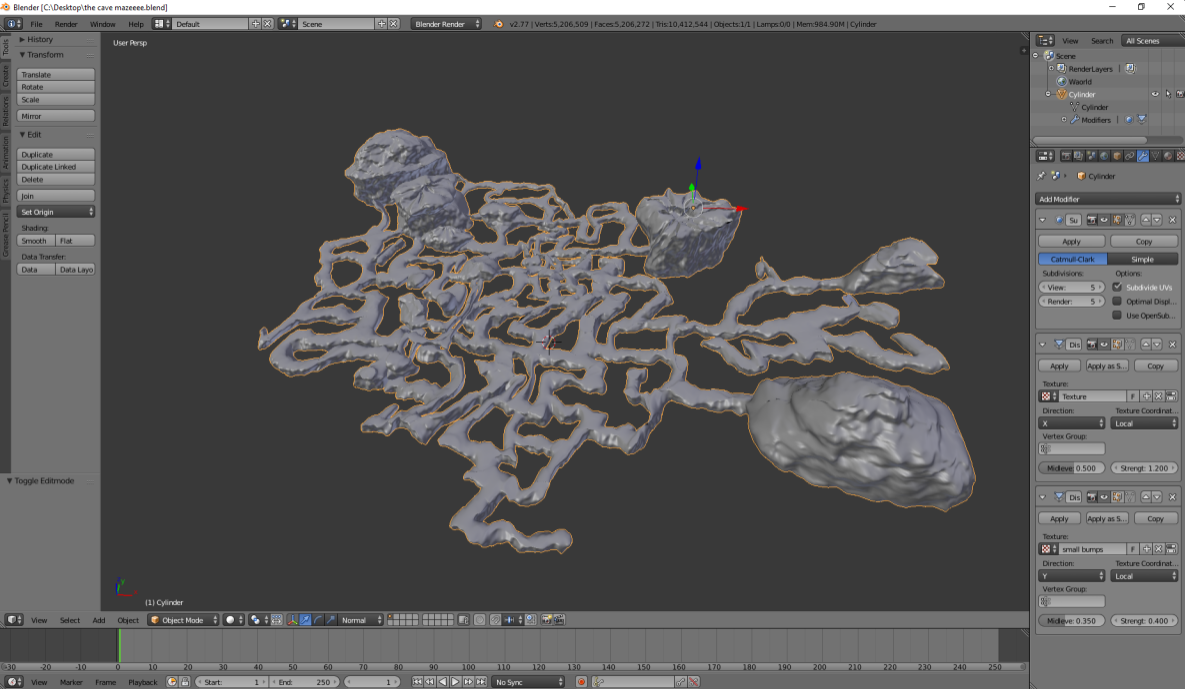 Blender [C:\Desktop\the cave mazeeee.blend]
File Render Window Help Default Scene Blender Render v2.77 | Verts:5,206,509 | Faces:5,206,272 | Tris:10,412,544 | Objects:1/1 | Lamps:0/0 | Mem:984.90M | Cylinder
View Search All Scenes
History
Transform
Translate
Rotate
Scale
Mirror
Edit
Duplicate
Duplicate Linked
Delete
Join
Set Origin
Shading:
Smooth Flat
Data Transfer:
Data Data Layo
Toggle Editmode
Tools
Create
Relations
Animation
Physics
Grease Pencil
User Persp
(1) Cylinder
Scene
RenderLayers
Waorld
Cylinder
Cylinder
Modifiers
Cylinder
Add Modifier
Su
Apply Copy
Catmull-Clark Simple
Subdivisions: Options:
View: 5 Subdivide UVs
Render: 5 Optimal Displ...
Use OpenSub...
Dis
Apply Apply as S... Copy
Texture:
Texture F
Direction: Texture Coordinat...
X Local
Vertex Group:
Midleve: 0.500 Strengt: 1.200
Dis
Apply Apply as S... Copy
Texture:
small bumps F
Direction: Texture Coordinat...
Y Local
Vertex Group:
Midleve: 0.350 Strengt: 0.400
View Select Add Object Object Mode Normal
-30 -20 -10 0 10 20 30 40 50 60 70 80 90 100 110 120 130 140 150 160 170 180 190 200 210 220 230 240 250
View Marker Frame Playback Start: 1 End: 250 1 No Sync